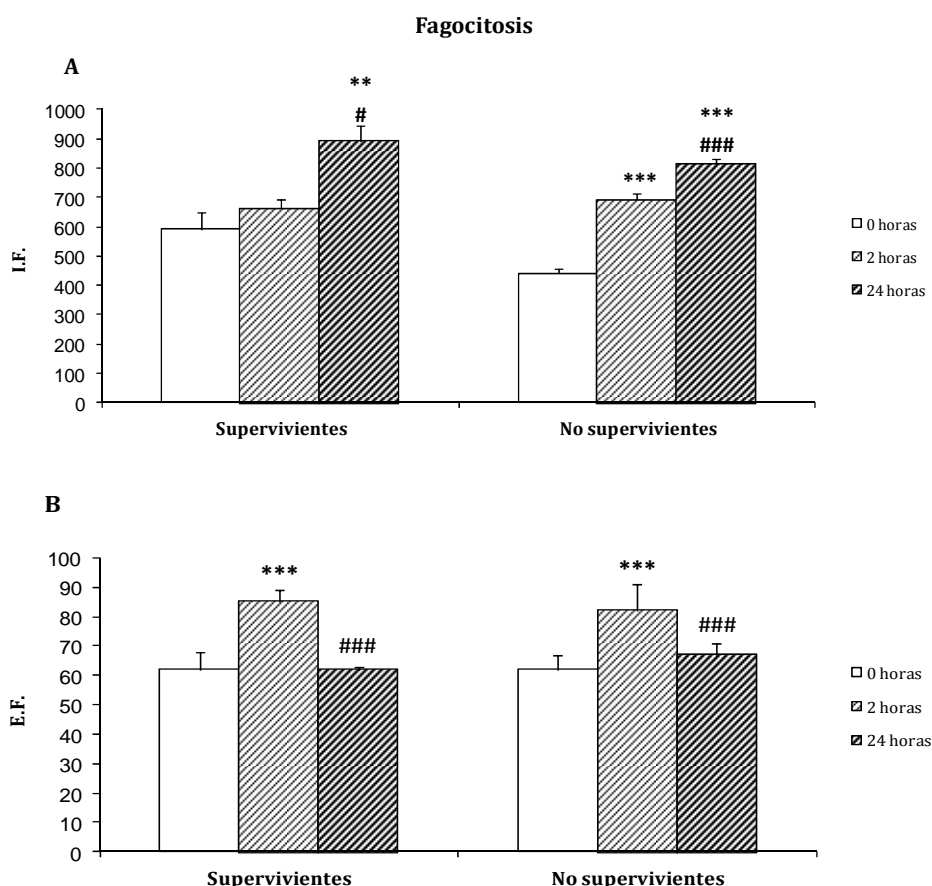 Fagocitosis
A
**
#
***
***
###
1000
900
800
700
600
500
400
300
200
100
0
I.F.
0 horas
2 horas
24 horas
Supervivientes
No supervivientes
B
***
***
###
###
100
90
80
70
60
50
40
30
20
10
0
E.F.
0 horas
2 horas
24 horas
Supervivientes
No supervivientes